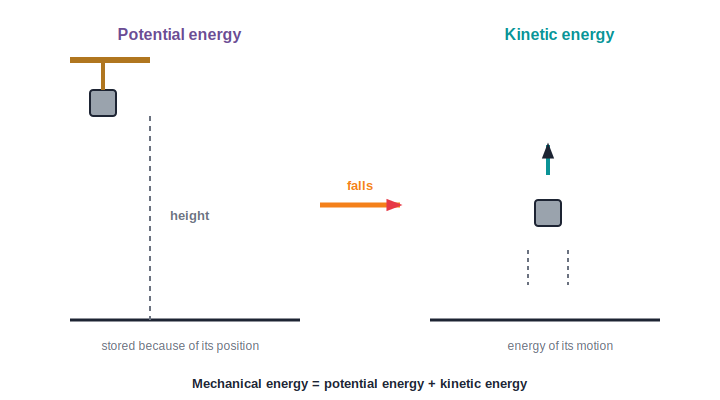 Potential energy
Kinetic energy
falls
height
stored because of its position
energy of its motion
Mechanical energy = potential energy + kinetic energy